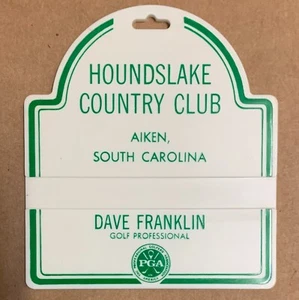 HOUNDSLAKE
COUNTRY CLUB
AIKEN,
SOUTH CAROLINA
DAVE FRANKLIN
GOLF PROFESSIONAL
PGA